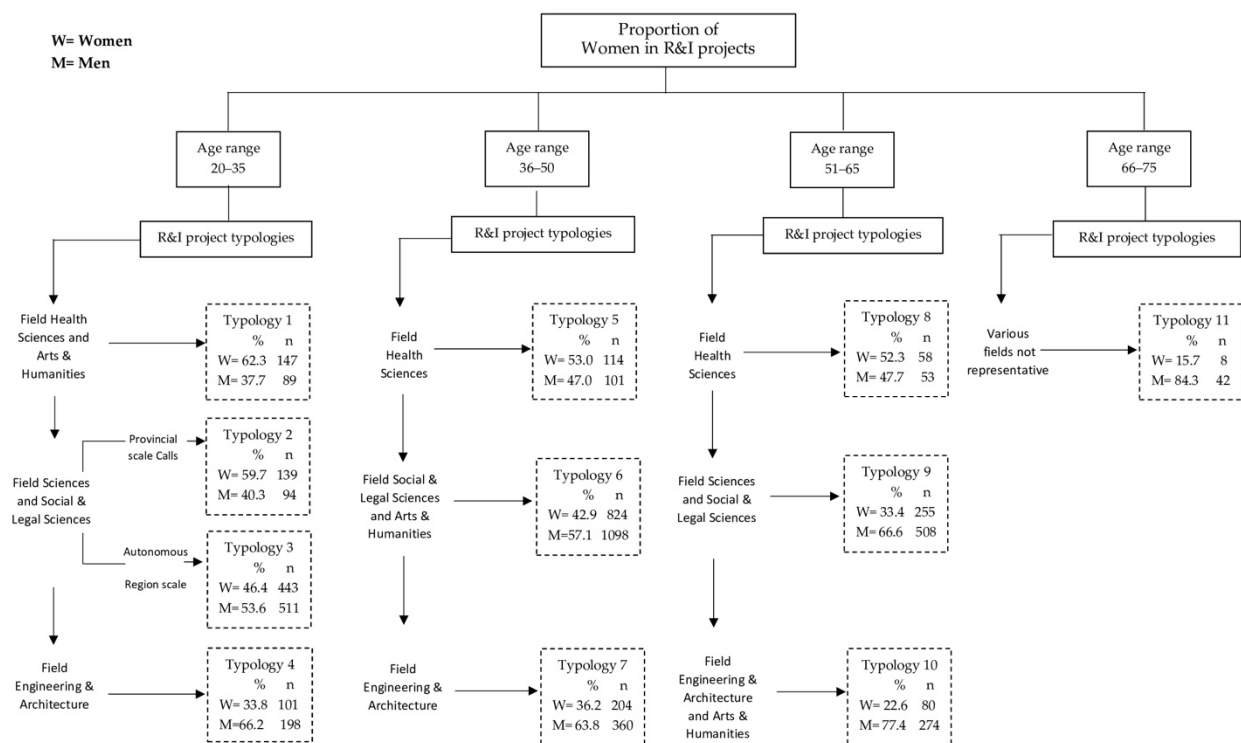 W= Women
M= Men
Proportion of
Women in R&I projects
Age range
20–35
Age range
36–50
Age range
51–65
Age range
66–75
R&I project typologies
R&I project typologies
R&I project typologies
R&I project typologies
Field Health
Sciences and
Arts &
Humanities
Typology 1
% n
W= 62.3 147
M= 37.7 89
Provincial
scale Calls
Typology 2
% n
W= 59.7 139
M= 40.3 94
Field Sciences
and Social &
Legal Sciences
Autonomous
Region scale
Typology 3
% n
W= 46.4 443
M= 53.6 511
Field
Engineering &
Architecture
Typology 4
% n
W= 33.8 101
M=66.2 198
Field
Health
Sciences
Typology 5
% n
W= 53.0 114
M= 47.0 101
Field Social &
Legal Sciences
and Arts &
Humanities
Typology 6
% n
W= 42.9 824
M=57.1 1098
Field
Engineering &
Architecture
Typology 7
% n
W= 36.2 204
M= 63.8 360
Field
Health
Sciences
Typology 8
% n
W= 52.3 58
M= 47.7 53
Field Sciences
and Social &
Legal Sciences
Typology 9
% n
W= 33.4 255
M= 66.6 508
Field
Engineering &
Architecture
and Arts &
Humanities
Typology 10
% n
W= 22.6 80
M= 77.4 274
Various
fields not
representative
Typology 11
% n
W= 15.7 8
M= 84.3 42